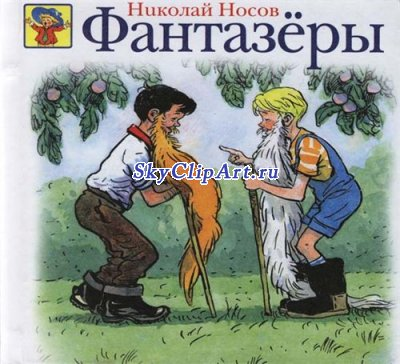 Николай Носов
Фантазёры
SkyClipArt.ru